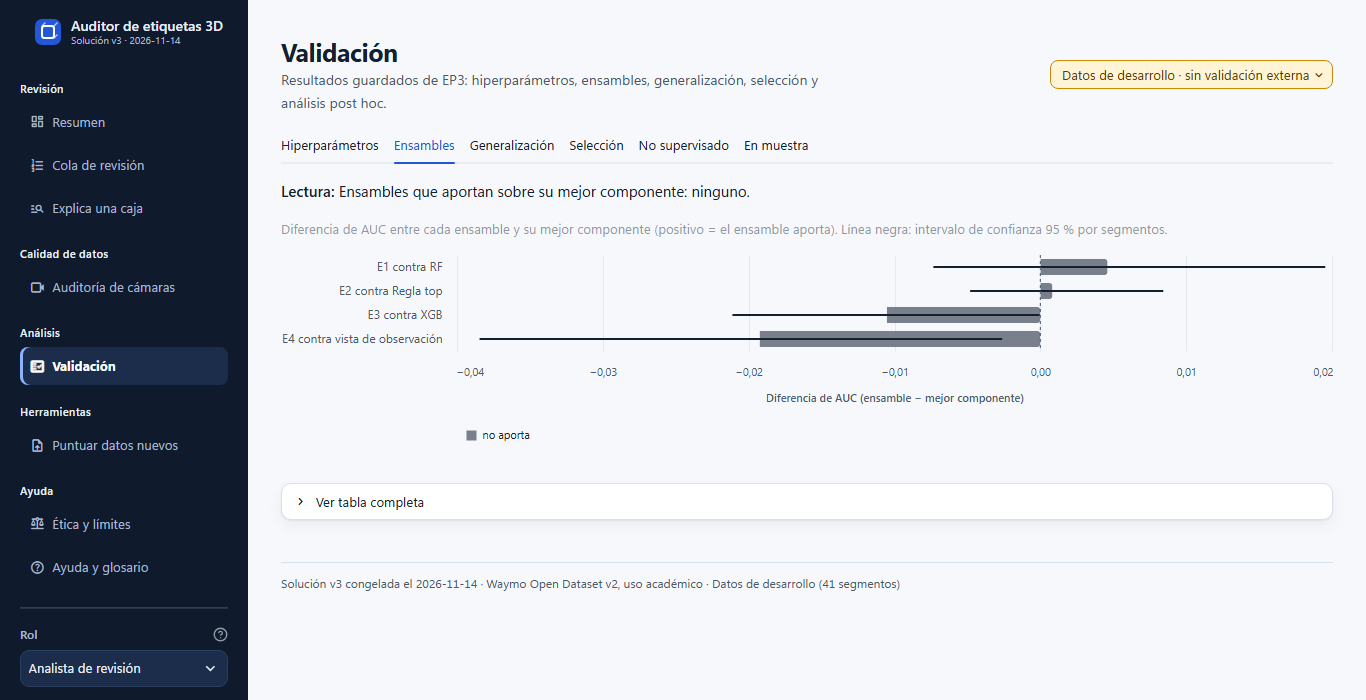 Auditor de etiquetas 3D
Solución v3 · 2026-11-14
Revisión
Resumen
Cola de revisión
Explica una caja
Calidad de datos
Auditoría de cámaras
Análisis
Validación
Herramientas
Puntuar datos nuevos
Ayuda
Ética y límites
Ayuda y glosario
Rol
Analista de revisión
Validación
Resultados guardados de EP3: hiperparámetros, ensambles, generalización, selección y
análisis post hoc.
Datos de desarrollo · sin validación externa
Hiperparámetros Ensambles Generalización Selección No supervisado En muestra
Lectura: Ensambles que aportan sobre su mejor componente: ninguno.
Diferencia de AUC entre cada ensamble y su mejor componente (positivo = el ensamble aporta). Línea negra: intervalo de confianza 95 % por segmentos.
E1 contra RF
E2 contra Regla top
E3 contra XGB
E4 contra vista de observación
−0,04 −0,03 −0,02 −0,01 0,00 0,01 0,02
Diferencia de AUC (ensamble − mejor componente)
no aporta
Ver tabla completa
Solución v3 congelada el 2026-11-14 · Waymo Open Dataset v2, uso académico · Datos de desarrollo (41 segmentos)